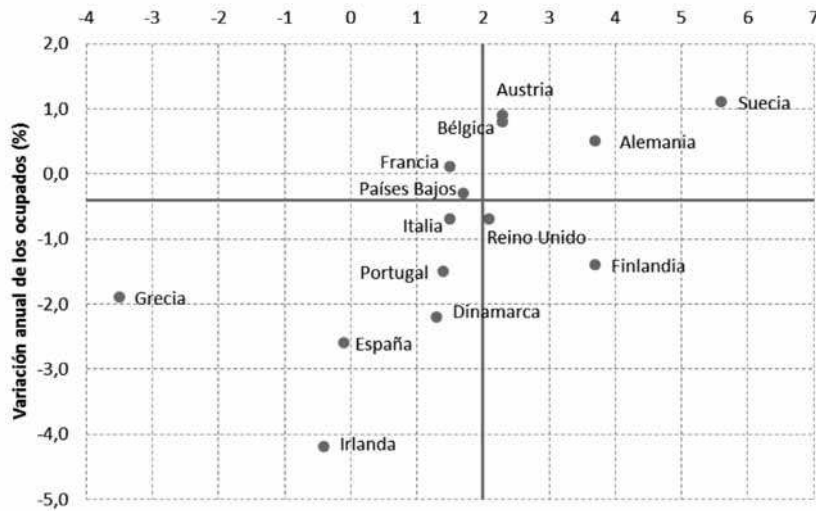 -4 -3 -2 -1 0 1 2 3 4 5 6 7
2,0
1,0
0,0
-1,0
-2,0
-3,0
-4,0
-5,0
Variación anual de los ocupados (%)
Austria
Suecia
Bélgica
Alemania
Francia
Países Bajos
Italia
Reino Unido
Portugal
Finlandia
Grecia
Dinamarca
España
Irlanda